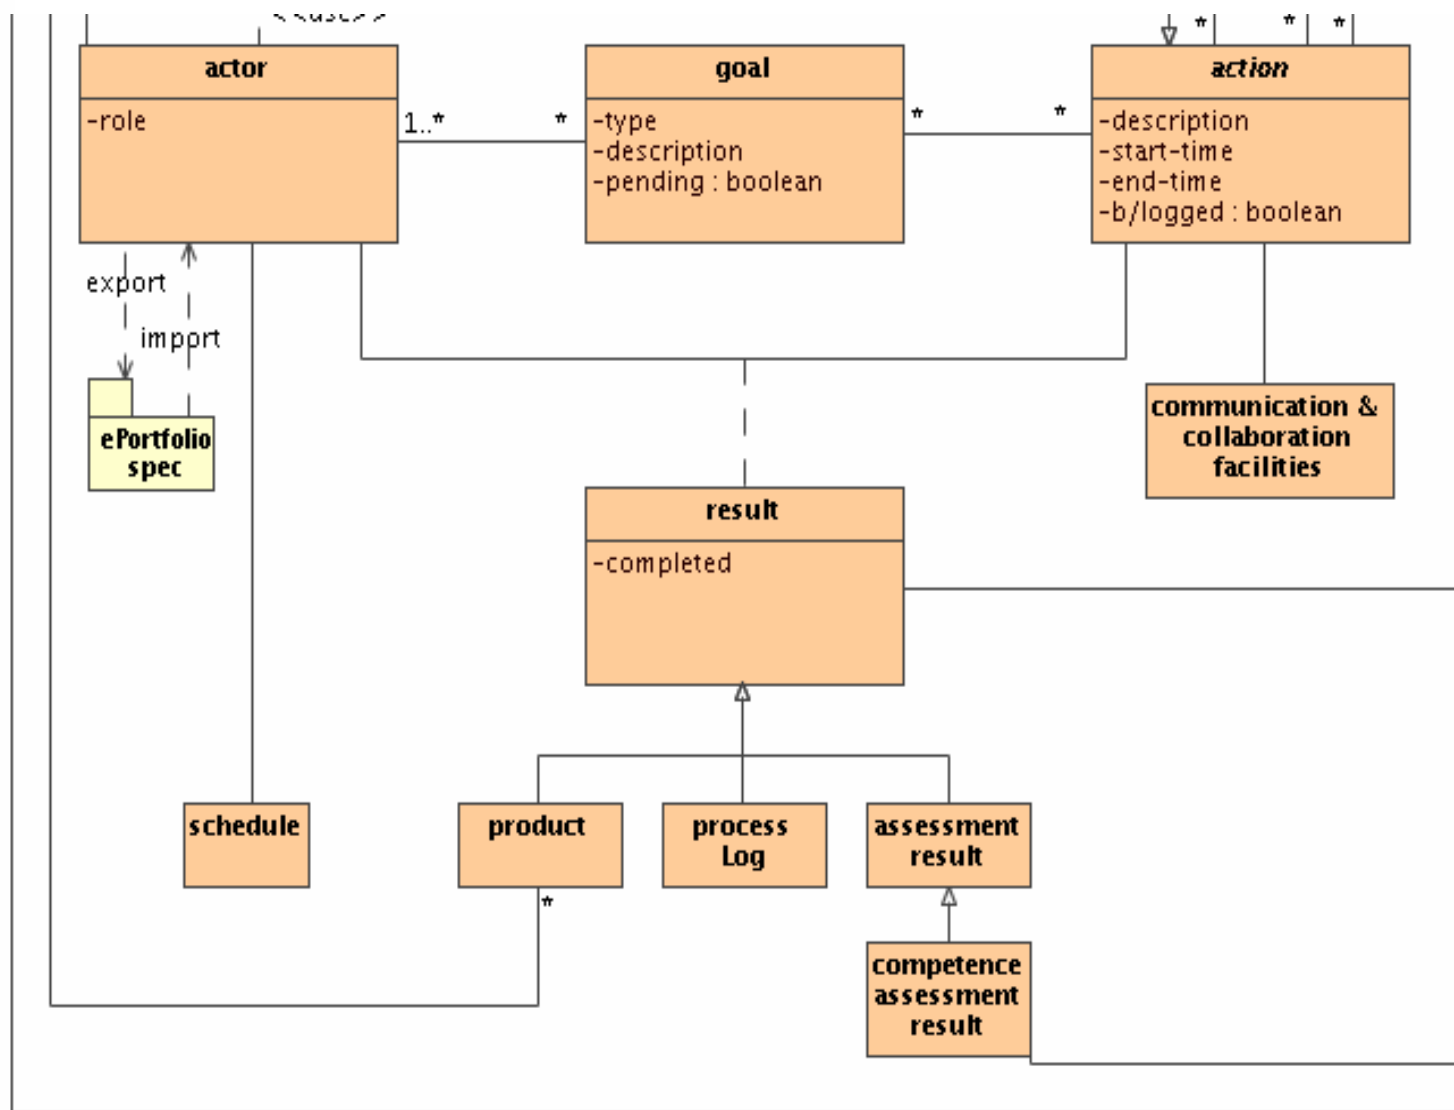 actor
-role
1..*
*
goal
-type
-description
-pending : boolean
*
*
*
*
*
action
-description
-start-time
-end-time
-b/logged : boolean
export
import
ePortfolio
spec
communication &
collaboration
facilities
result
-completed
schedule
product
*
process
Log
assessment
result
competence
assessment
result